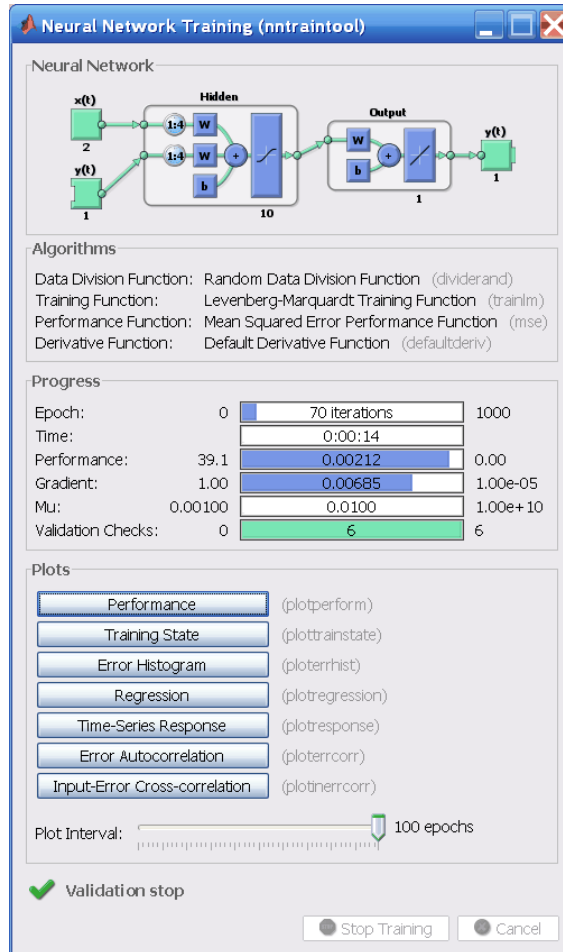 Neural Network Training (nntraintool)
Neural Network
x(t)
2
y(t)
1
Hidden
1:4
W
1:4
W
b
+
10
Output
W
b
+
1
y(t)
1
Algorithms
Data Division Function: Random Data Division Function (dividerand)
Training Function: Levenberg-Marquardt Training Function (trainlm)
Performance Function: Mean Squared Error Performance Function (mse)
Derivative Function: Default Derivative Function (defaultderiv)
Progress
Epoch: 0 70 iterations 1000
Time: 0:00:14
Performance: 39.1 0.00212 0.00
Gradient: 1.00 0.00685 1.00e-05
Mu: 0.00100 0.0100 1.00e+10
Validation Checks: 0 6 6
Plots
Performance (plotperform)
Training State (plottrainstate)
Error Histogram (ploterrhist)
Regression (plotregression)
Time-Series Response (plotresponse)
Error Autocorrelation (ploterrcorr)
Input-Error Cross-correlation (plotinerrcorr)
Plot Interval: 100 epochs
Validation stop
Stop Training Cancel